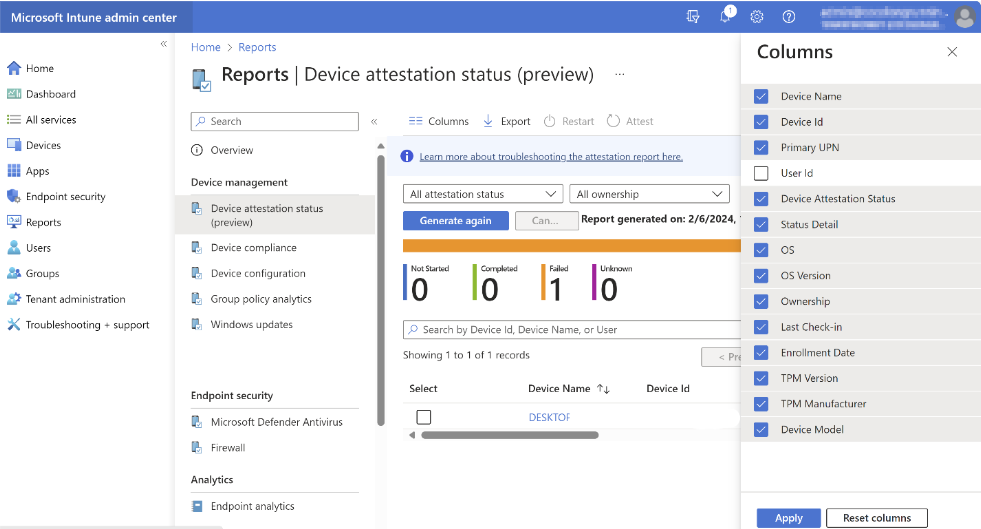 Microsoft Intune admin center
1
Home
Dashboard
All services
Devices
Apps
Endpoint security
Reports
Users
Groups
Tenant administration
Troubleshooting + support
Home > Reports
Reports | Device attestation status (preview) ...
Search
Overview
Device management
Device attestation status
(preview)
Device compliance
Device configuration
Group policy analytics
Windows updates
Endpoint security
Microsoft Defender Antivirus
Firewall
Analytics
Endpoint analytics
Columns Export Restart Attest
Learn more about troubleshooting the attestation report here.
All attestation status All ownership
Generate again Can... Report generated on: 2/6/2024,
Not Started Completed Failed Unknown
0 0 1 0
Search by Device Id, Device Name, or User
Showing 1 to 1 of 1 records
< Pre
Select Device Name ↑↓ Device Id
DESKTOP
Columns
Device Name
Device Id
Primary UPN
User Id
Device Attestation Status
Status Detail
OS
OS Version
Ownership
Last Check-in
Enrollment Date
TPM Version
TPM Manufacturer
Device Model
Apply Reset columns